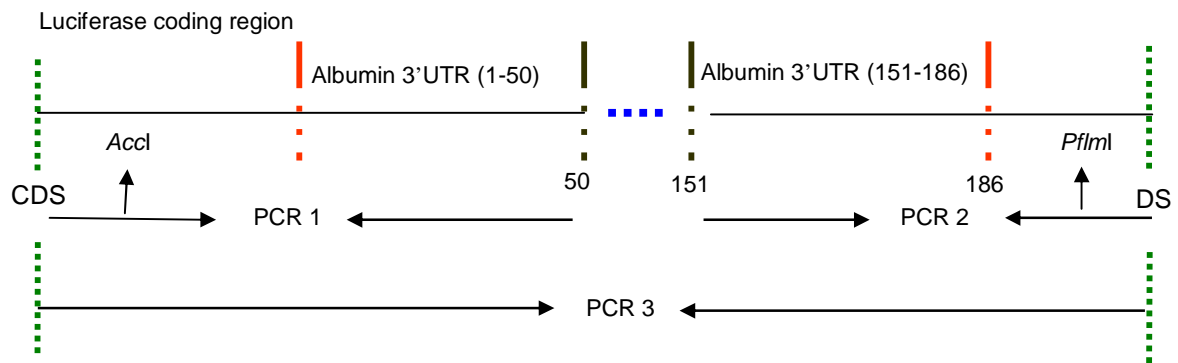 Luciferase coding region
Albumin 3’UTR (1-50)
Albumin 3’UTR (151-186)
AccI
PflmI
50
151
186
CDS
DS
PCR 1
PCR 2
PCR 3